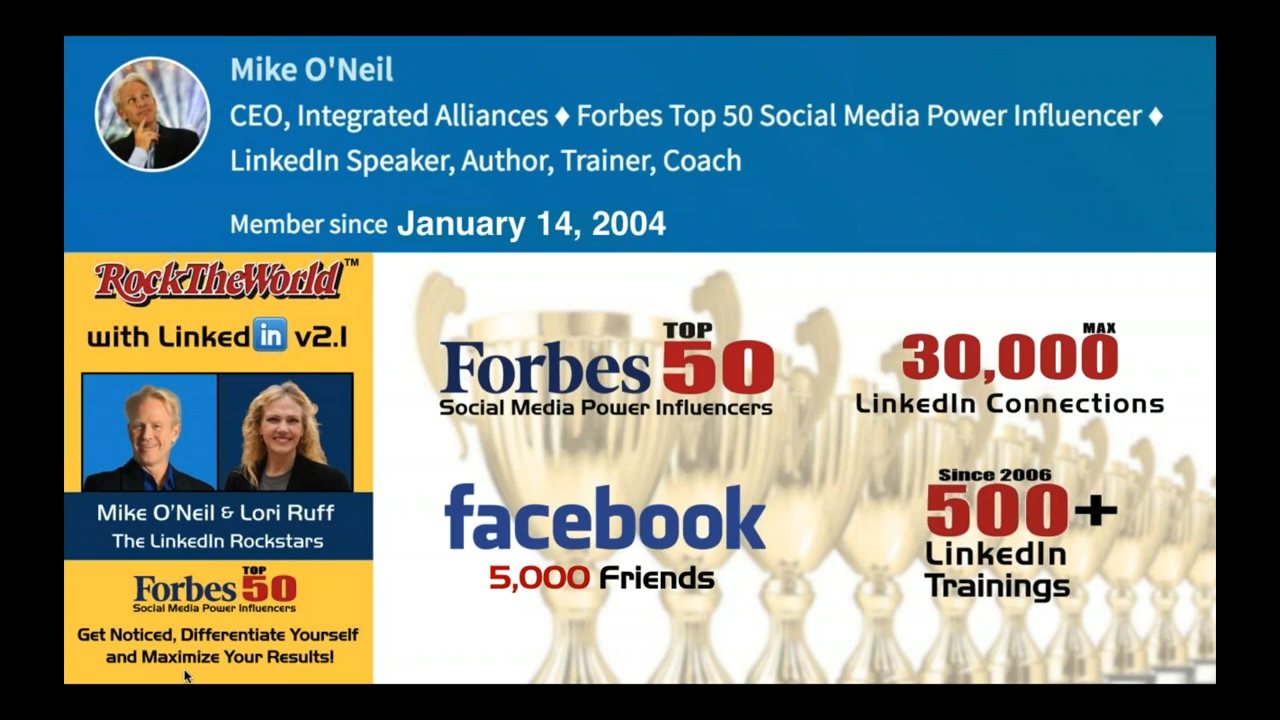 Mike O'Neil
CEO, Integrated Alliances ♦ Forbes Top 50 Social Media Power Influencer ♦
LinkedIn Speaker, Author, Trainer, Coach
Member since January 14, 2004
RockTheWorld™
with Linked in v2.1
Mike O'Neil & Lori Ruff
The LinkedIn Rockstars
Forbes TOP 50
Social Media Power Influencers
Get Noticed, Differentiate Yourself
and Maximize Your Results!
TOP
Forbes 50
Social Media Power Influencers
MAX
30,000
LinkedIn Connections
facebook
5,000 Friends
Since 2006
500+
LinkedIn
Trainings